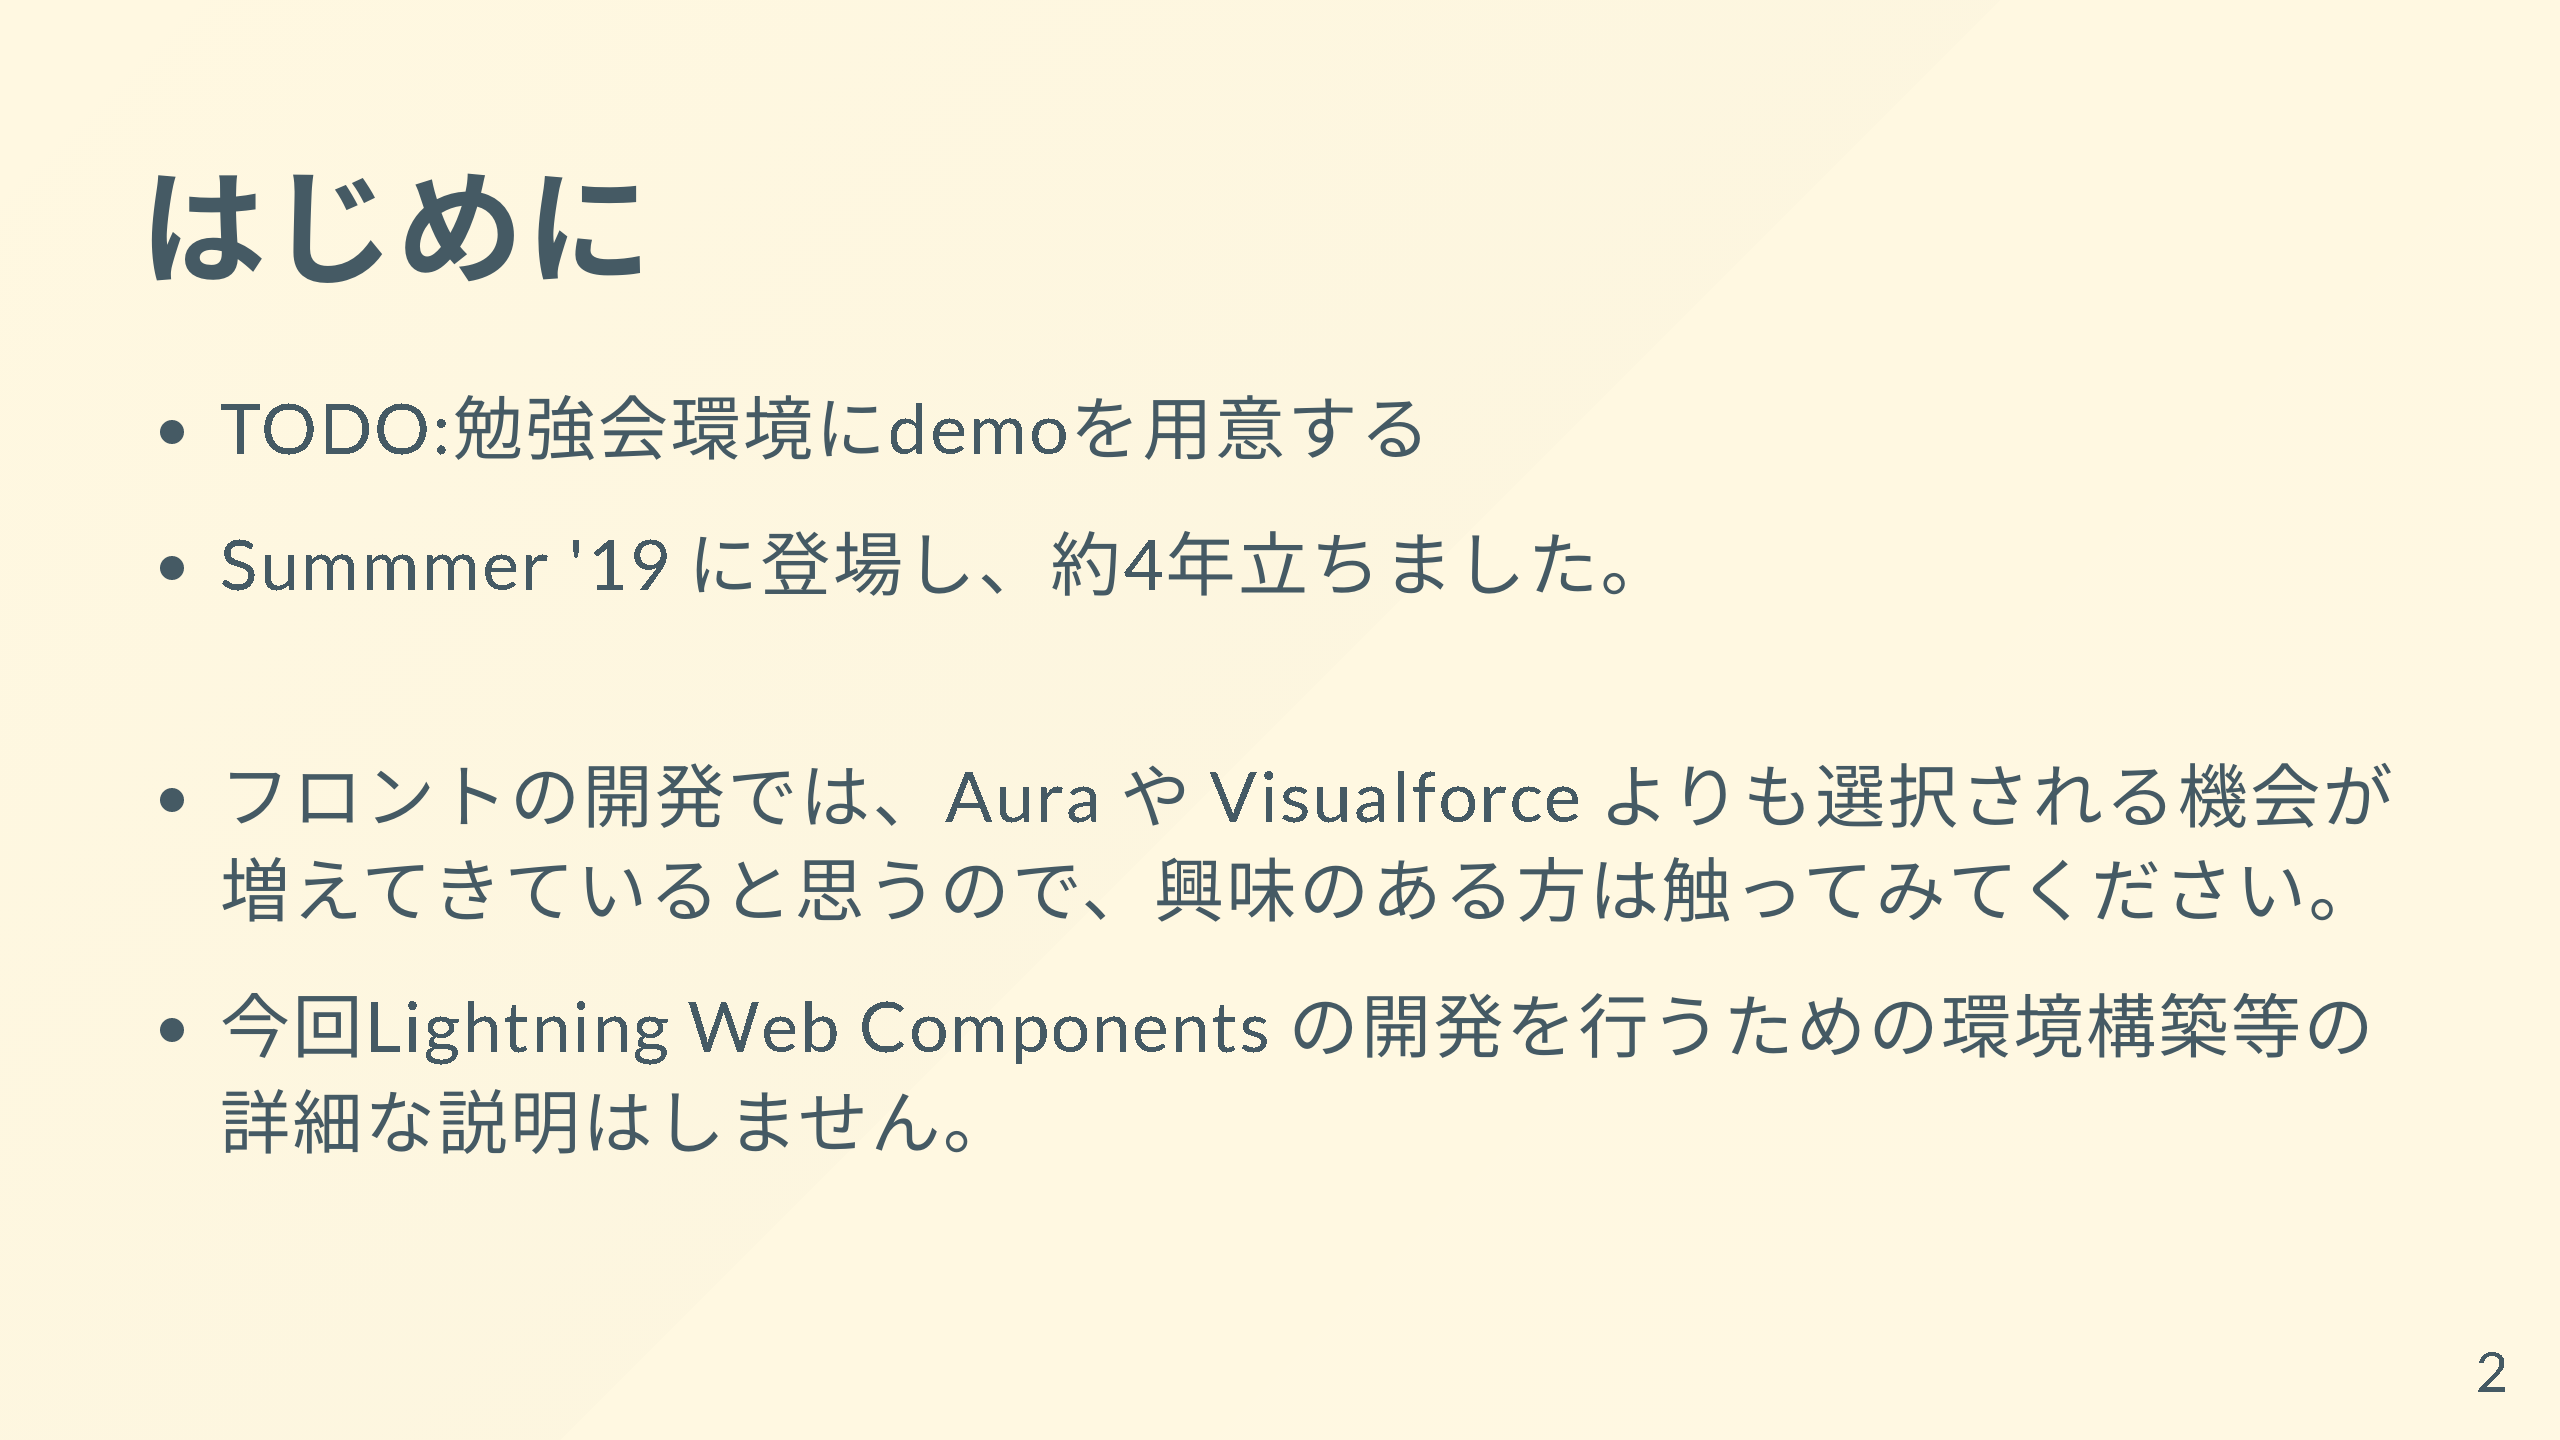 はじめに
TODO:勉強会環境にdemoを用意する
Summmer '19 に登場し、約4年立ちました。
フロントの開発では、Aura や Visualforce よりも選択される機会が
増えてきていると思うので、興味のある方は触ってみてください。
今回Lightning Web Components の開発を行うための環境構築等の
詳細な説明はしません。
2